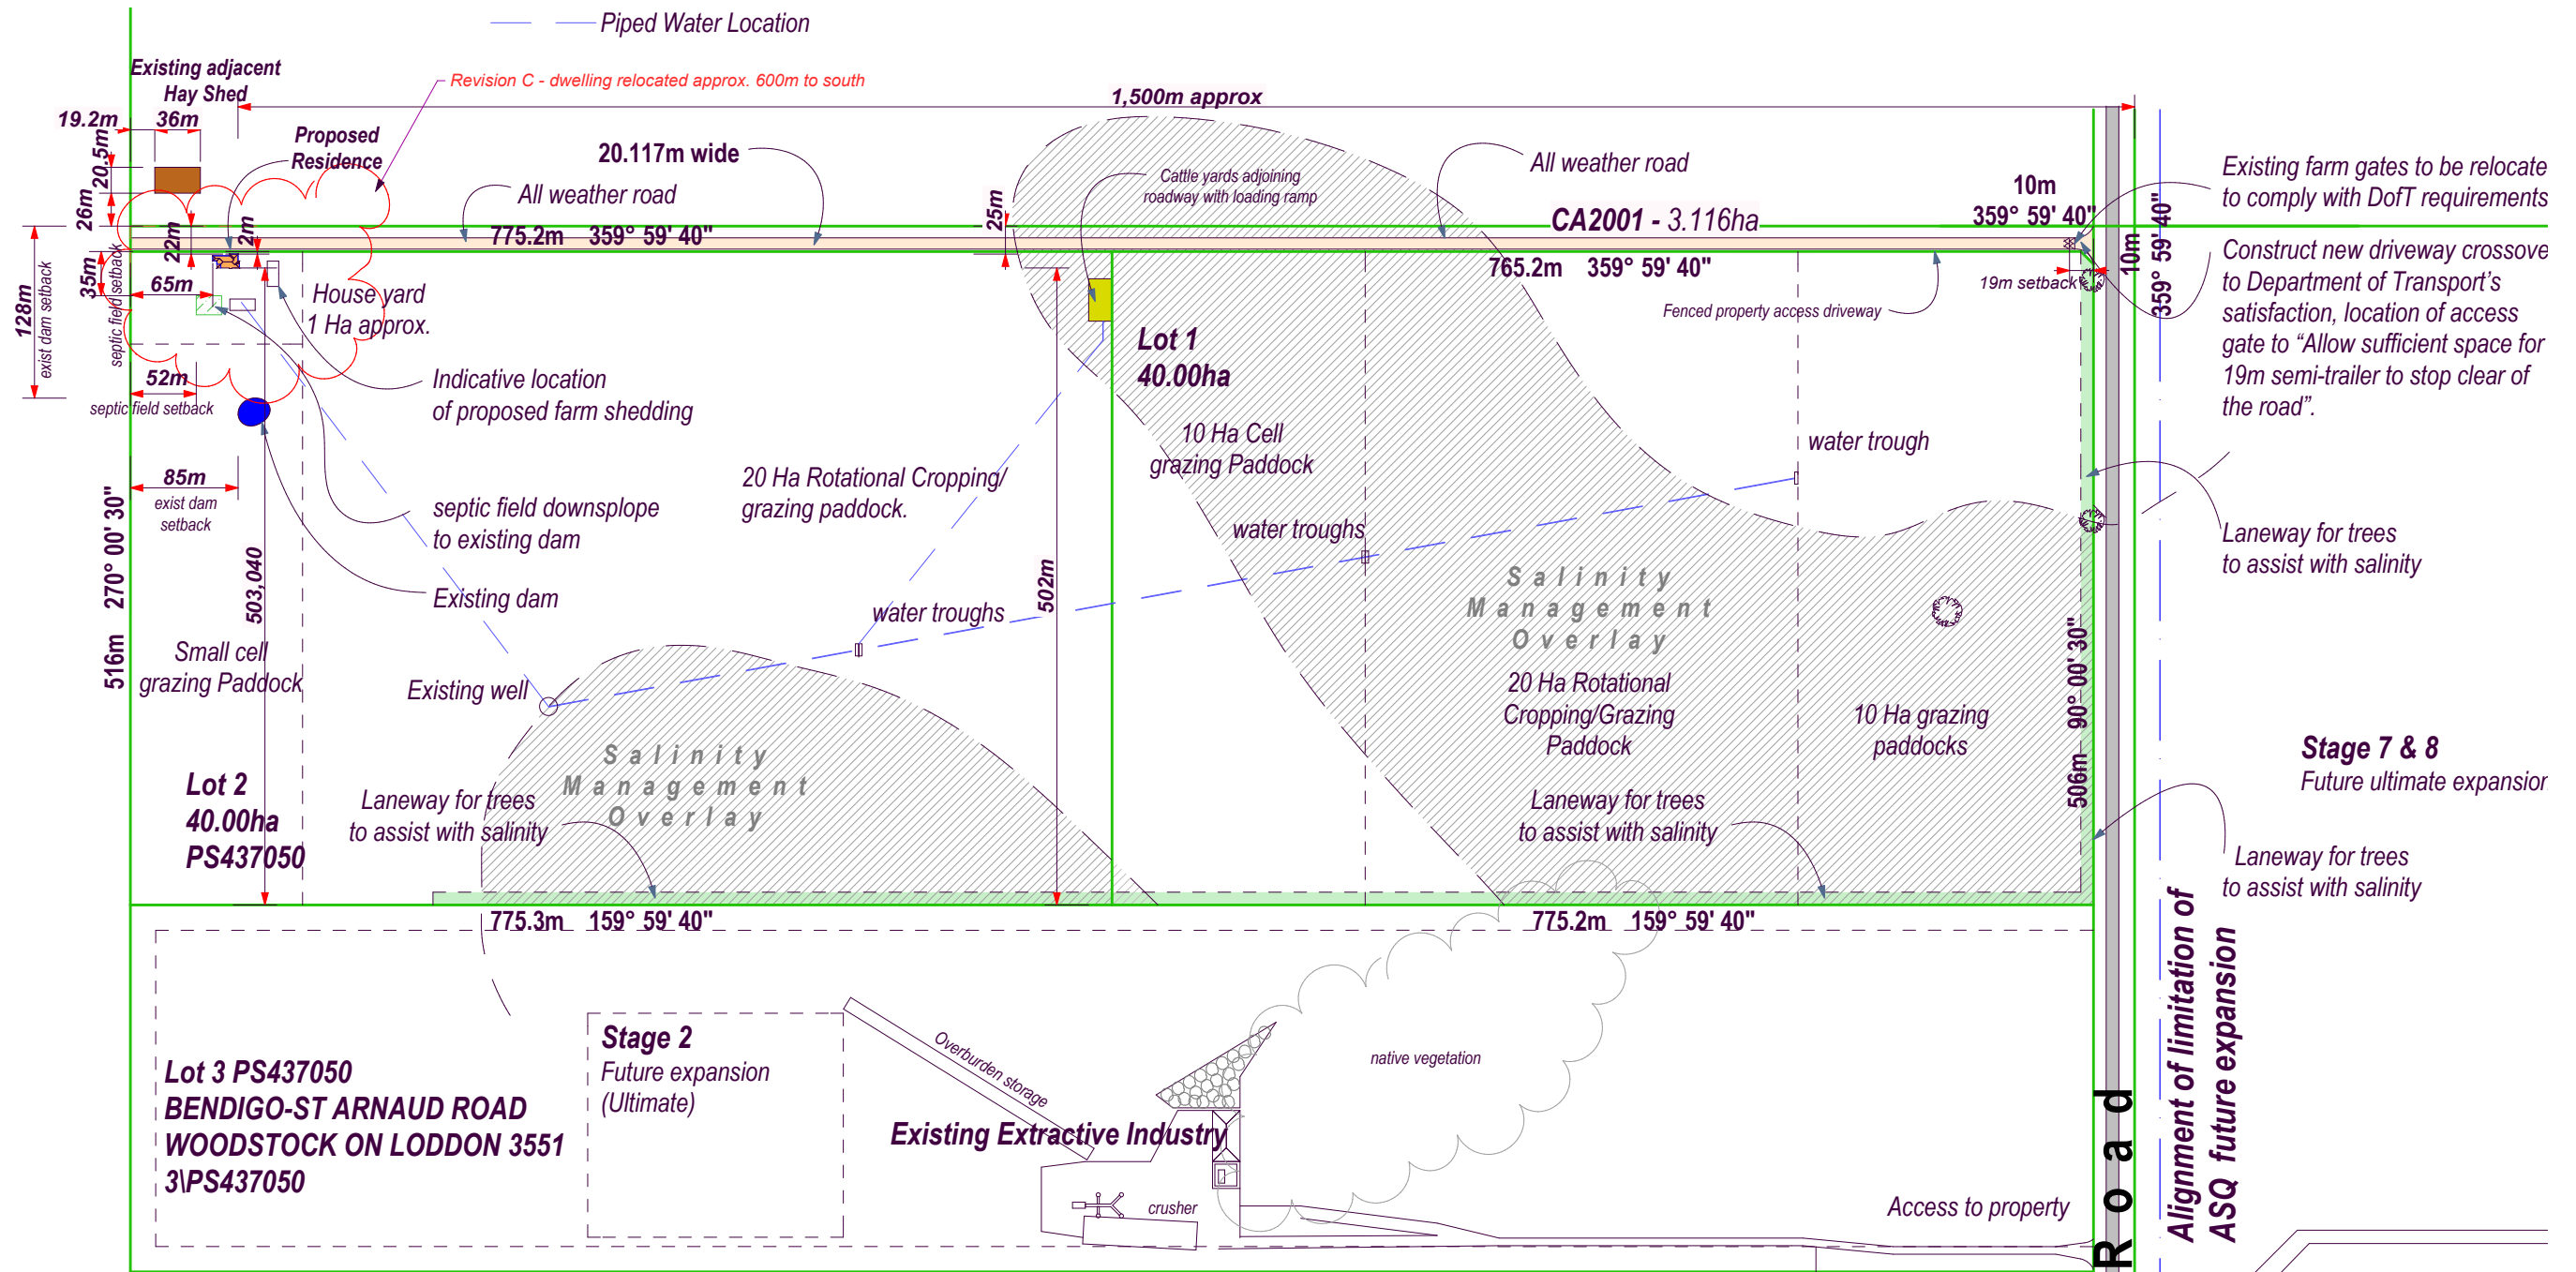 Piped Water Location
Existing adjacent
Hay Shed
Revision C - dwelling relocated approx. 600m to south
1,500m approx
19.2m
36m
20.5m
26m
Proposed
Residence
20.117m wide
All weather road
25m
Cattle yards adjoining
roadway with loading ramp
All weather road
10m
359° 59' 40"
Existing farm gates to be relocate
to comply with DofT requirements
CA2001 - 3.116ha
22m
2m
775.2m 359° 59' 40"
765.2m 359° 59' 40"
10m
359° 59' 40"
19m setback
Fenced property access driveway
Construct new driveway crossove
to Department of Transport's
satisfaction, location of access
gate to “Allow sufficient space for
19m semi-trailer to stop clear of
the road”.
128m
exist dam setback
35m
septic field setback
65m
House yard
1 Ha approx.
52m
septic field setback
Indicative location
of proposed farm shedding
Lot 1
40.00ha
10 Ha Cell
grazing Paddock
water trough
85m
exist dam
setback
20 Ha Rotational Cropping/
grazing paddock.
septic field downsplope
to existing dam
water troughs
Laneway for trees
to assist with salinity
516m 270° 00' 30"
503,040
Existing dam
502m
water troughs
Salinity
Management
Overlay
Small cell
grazing Paddock
Existing well
20 Ha Rotational
Cropping/Grazing
Paddock
10 Ha grazing
paddocks
506m 90° 00' 30"
Stage 7 & 8
Future ultimate expansion
Salinity
Management
Overlay
Lot 2
40.00ha
PS437050
Laneway for trees
to assist with salinity
Laneway for trees
to assist with salinity
Laneway for trees
to assist with salinity
775.3m 159° 59' 40"
775.2m 159° 59' 40"
Alignment of limitation of
ASQ future expansion
Road
Stage 2
Future expansion
(Ultimate)
Overburden storage
native vegetation
Lot 3 PS437050
BENDIGO-ST ARNAUD ROAD
WOODSTOCK ON LODDON 3551
3\PS437050
Existing Extractive Industry
crusher
Access to property